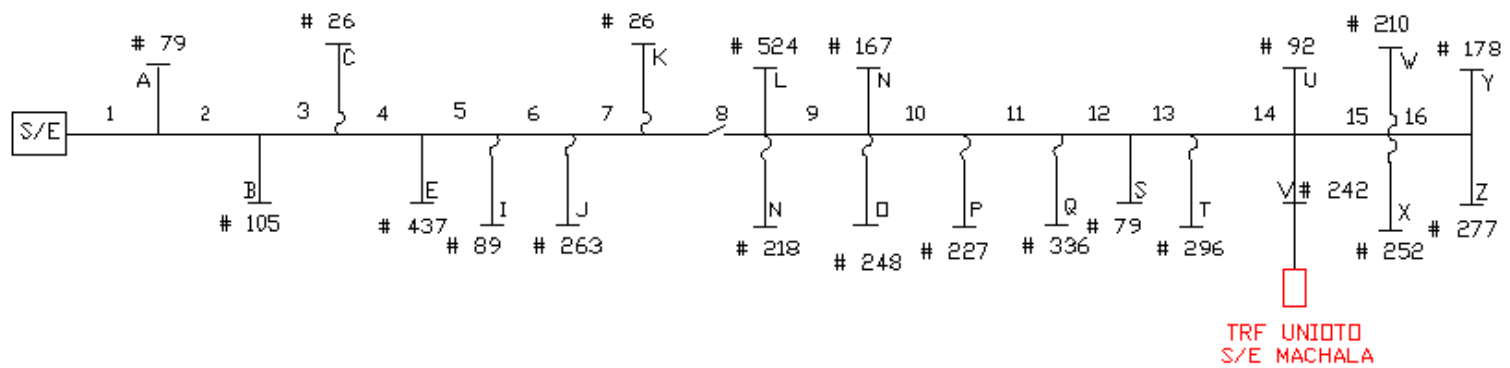 # 79
A
# 26
C
# 26
K
# 524
L
# 167
N
# 92
U
# 210
W
# 178
Y
S/E
1
2
3
4
5
6
7
8
9
10
11
12
13
14
15
16
B
# 105
E
# 437
I
# 89
J
# 263
N
# 218
O
# 248
P
# 227
Q
# 336
S
# 79
T
# 296
V # 242
X
# 252
Z
# 277
TRF UNIOTO
S/E MACHALA